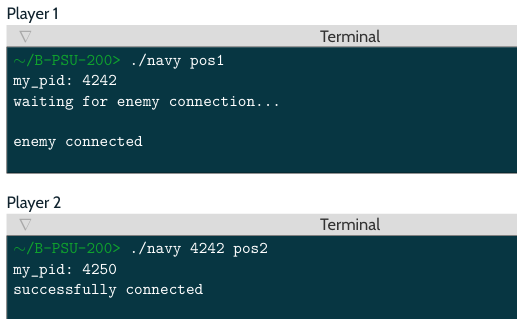 Player 1
Terminal
~/B-PSU-200> ./navy pos1
my_pid: 4242
waiting for enemy connection...
enemy connected
Player 2
Terminal
~/B-PSU-200> ./navy 4242 pos2
my_pid: 4250
successfully connected